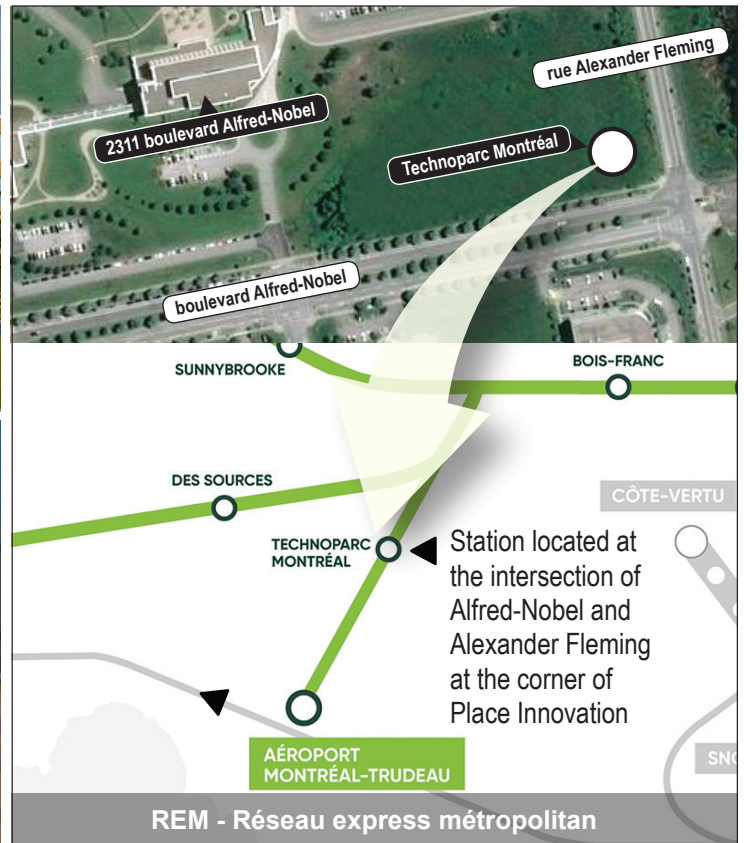 rue Alexander Fleming
2311 boulevard Alfred-Nobel
Technoparc Montréal
boulevard Alfred-Nobel
SUNNYBROOKE
BOIS-FRANC
DES SOURCES
CÔTE-VERTU
TECHNOPARC
MONTRÉAL
Station located at
the intersection of
Alfred-Nobel and
Alexander Fleming
at the corner of
Place Innovation
AÉROPORT
MONTRÉAL-TRUDEAU
REM - Réseau express métropolitan